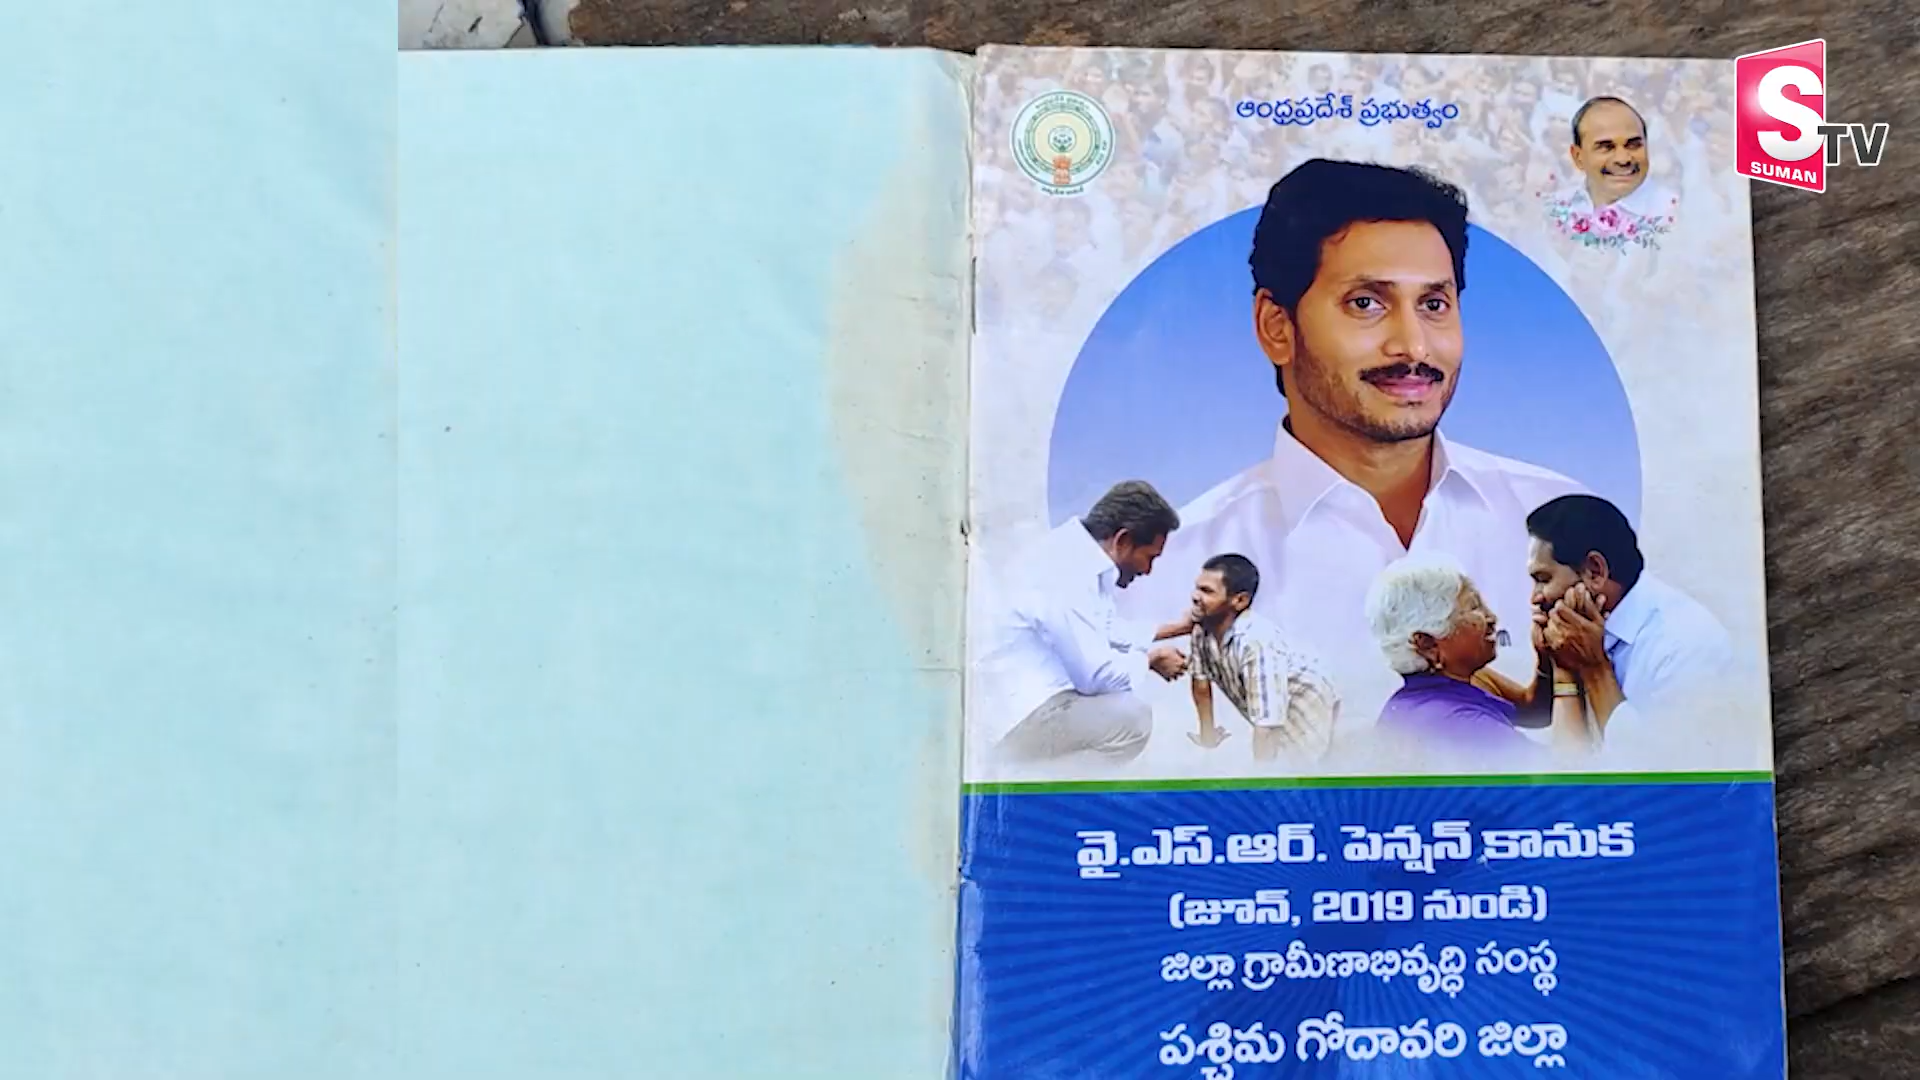 ఆంధ్రప్రదేశ్ ప్రభుత్వం
S TV
SUMAN
వై.ఎస్.ఆర్. పెన్షన్ కానుక
(జూన్, 2019 నుండి)
జిల్లా గ్రామీణాభివృద్ధి సంస్థ
పశ్చిమ గోదావరి జిల్లా